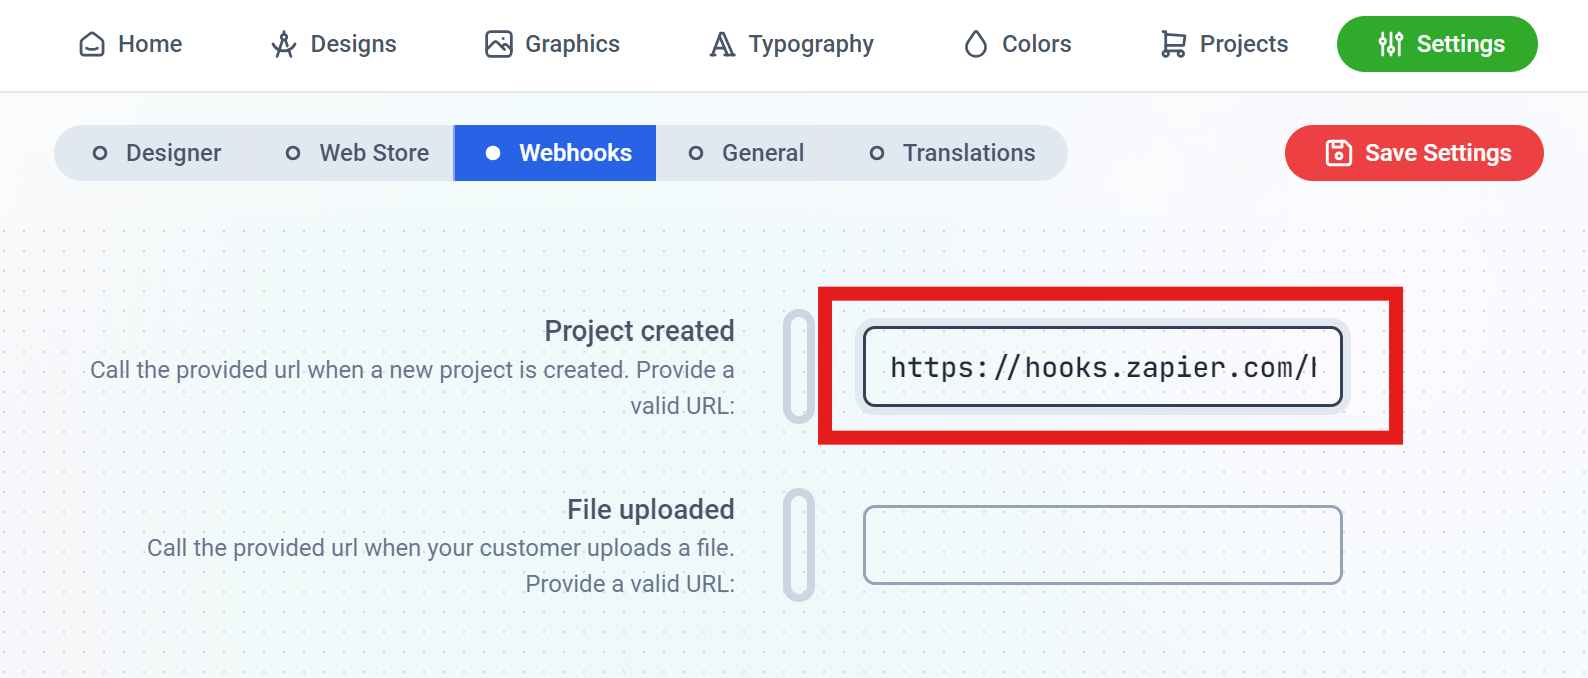 Home Designs Graphics Typography Colors Projects Settings
Designer Web Store Webhooks General Translations Save Settings
Project created
Call the provided url when a new project is created. Provide a
valid URL:
https://hooks.zapier.com/
File uploaded
Call the provided url when your customer uploads a file.
Provide a valid URL: